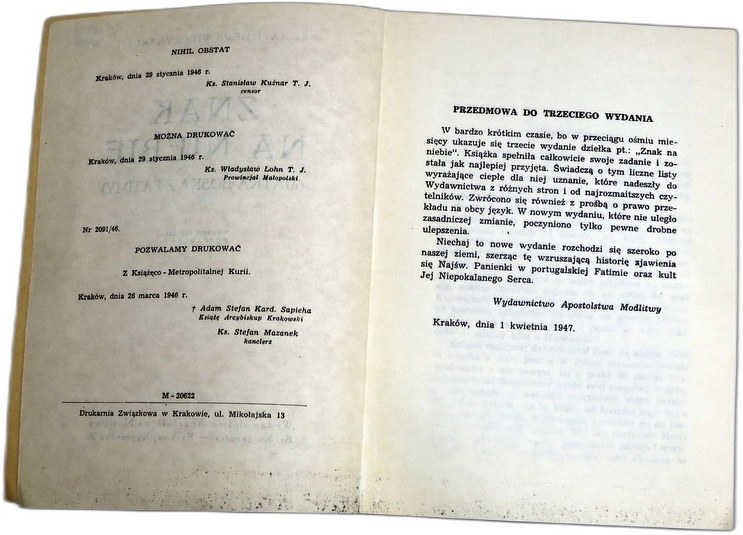 NIHIL OBSTAT
Kraków, dnia 29 stycznia 1946 r.
Ks. Stanisław Kuźnar T. J.
cenzor
MOŻNA DRUKOWAĆ
Kraków, dnia 29 stycznia 1946 r.
Ks. Władysław Lohn T. J.
Prowincjał Małopolski
Nr 2091/46.
POZWALAMY DRUKOWAĆ
Z Książęco-Metropolitalnej Kurii.
Kraków, dnia 26 marca 1946 r.
† Adam Stefan Kard. Sapieha
Książę Arcybiskup Krakowski
Ks. Stefan Mazanek
kanclerz
M-20622
Drukarnia Związkowa w Krakowie, ul. Mikołajska 13
PRZEDMOWA DO TRZECIEGO WYDANIA
W bardzo krótkim czasie, bo w przeciągu ośmiu mie-
sięcy ukazuje się trzecie wydanie dziełka pt.: „Znak na
niebie“. Książka spełniła całkowicie swoje zadanie i zo-
stała jak najlepiej przyjęta. Świadczą o tym liczne listy
wyrażające ciepłe dla niej uznanie, które nadeszły do
Wydawnictwa z różnych stron i od najrozmaitszych czy-
telników. Zwrócono się również z prośbą o prawo prze-
kładu na obcy język. W nowym wydaniu, które nie uległo
zasadniczej zmianie, poczyniono tylko pewne drobne
ulepszenia.
Niechaj to nowe wydanie rozchodzi się szeroko po
naszej ziemi, szerząc tę wzruszającą historię zjawienia
się Najśw. Panienki w portugalskiej Fatimie oraz kult
Jej Niepokalanego Serca.
Wydawnictwo Apostolstwa Modlitwy
Kraków, dnia 1 kwietnia 1947.